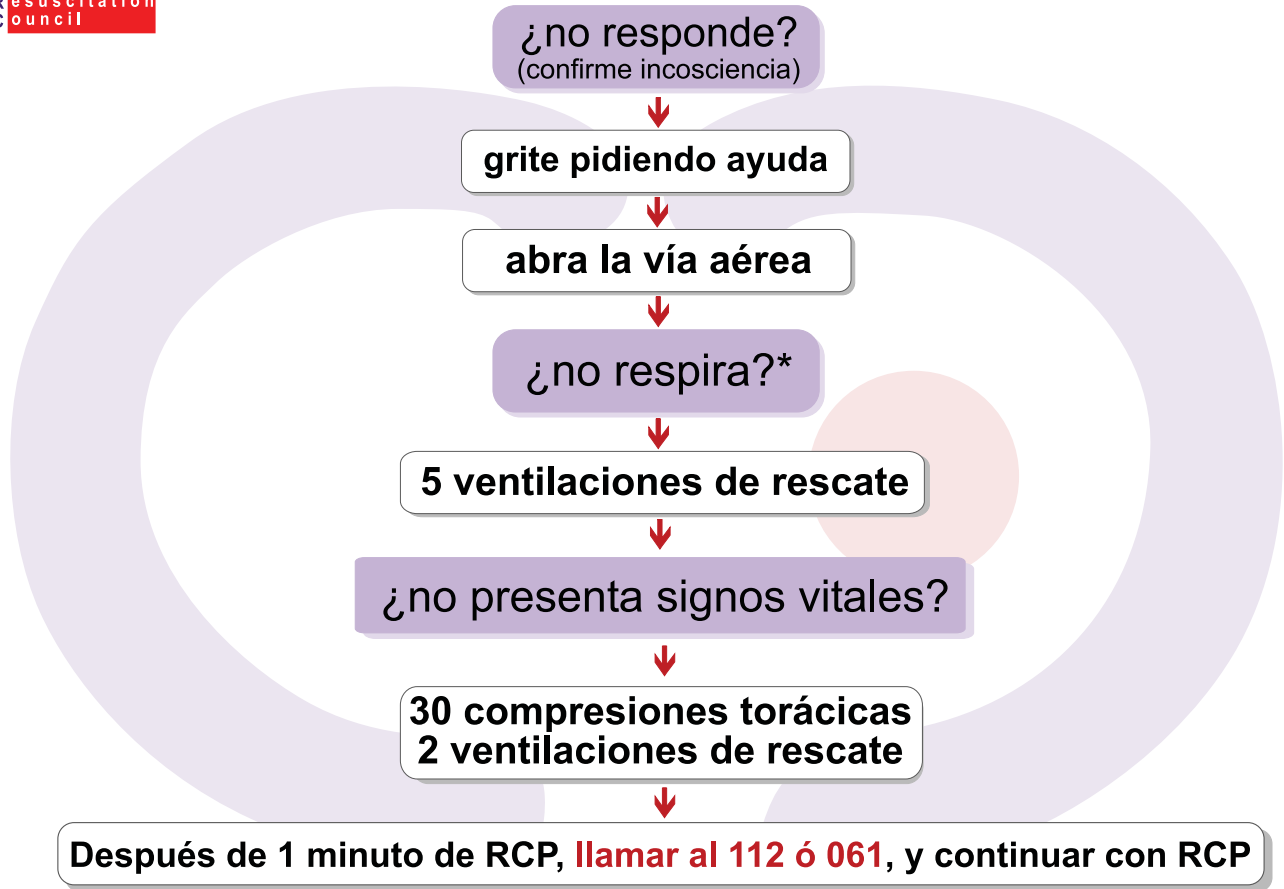 esuscitation
ouncil
¿no responde?
(confirme incosciencia)
grite pidiendo ayuda
abra la vía aérea
¿no respira?*
5 ventilaciones de rescate
¿no presenta signos vitales?
30 compresiones torácicas
2 ventilaciones de rescate
Después de 1 minuto de RCP, llamar al 112 ó 061, y continuar con RCP